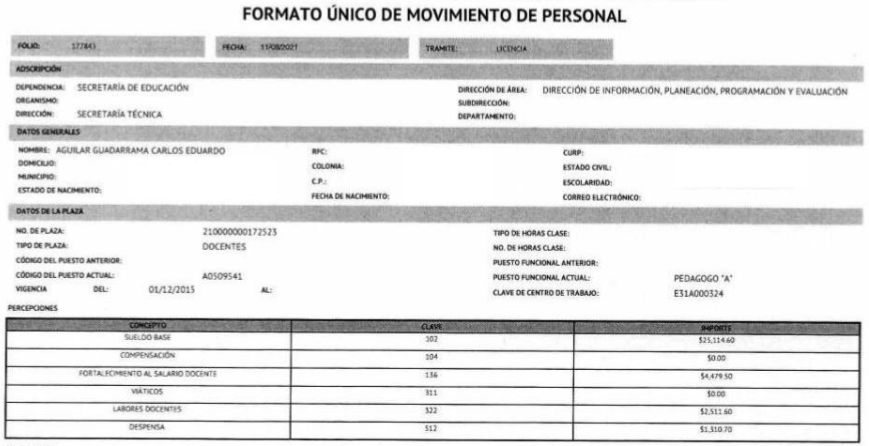 FORMATO ÚNICO DE MOVIMIENTO DE PERSONAL
FOLIO: 177843 FECHA: 11/08/2021 TRAMITE: LICENCIA
ADSCRIPCIÓN
DEPENDENCIA: SECRETARÍA DE EDUCACIÓN DIRECCIÓN DE ÁREA: DIRECCIÓN DE INFORMACIÓN, PLANEACIÓN, PROGRAMACIÓN Y EVALUACIÓN
ORGANISMO: SUBDIRECCIÓN:
DIRECCIÓN: SECRETARÍA TÉCNICA DEPARTAMENTO:
DATOS GENERALES
NOMBRE: AGUILAR GUADARRAMA CARLOS EDUARDO RFC: CURP:
DOMICILIO: COLONIA: ESTADO CIVIL:
MUNICIPIO: C.P.: ESCOLARIDAD:
ESTADO DE NACIMIENTO: FECHA DE NACIMIENTO: CORREO ELECTRÓNICO:
DATOS DE LA PLAZA
NO. DE PLAZA: 210000000172523 TIPO DE HORAS CLASE:
TIPO DE PLAZA: DOCENTES NO. DE HORAS CLASE:
CÓDIGO DEL PUESTO ANTERIOR: PUESTO FUNCIONAL ANTERIOR:
CÓDIGO DEL PUESTO ACTUAL: A0509541 PUESTO FUNCIONAL ACTUAL: PEDAGOGO "A"
VIGENCIA DEL: 01/12/2015 AL: CLAVE DE CENTRO DE TRABAJO: E31A000324
PERCEPCIONES
CONCEPTO CLAVE IMPORTE
SUELDO BASE 102 $25,114.60
COMPENSACIÓN 104 $0.00
FORTALECIMIENTO AL SALARIO DOCENTE 136 $4,479.50
VIÁTICOS 311 $0.00
LABORES DOCENTES 322 $2,511.60
DESPENSA 512 $1,310.70